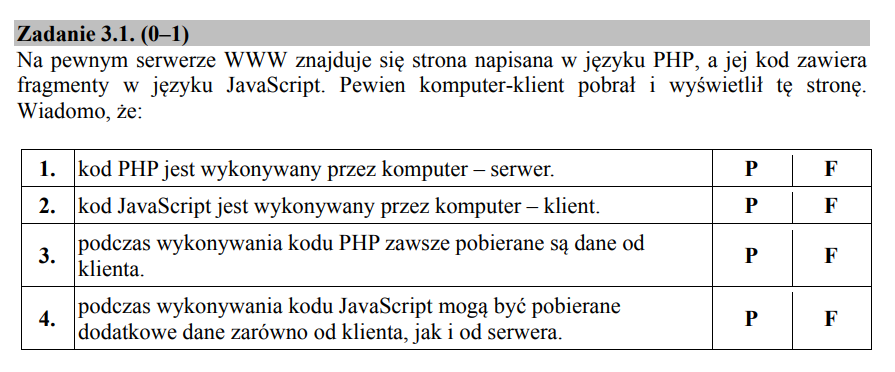 Zadanie 3.1. (0–1)
Na pewnym serwerze WWW znajduje się strona napisana w języku PHP, a jej kod zawiera
fragmenty w języku JavaScript. Pewien komputer-klient pobrał i wyświetlił tę stronę.
Wiadomo, że:
1. kod PHP jest wykonywany przez komputer – serwer. P F
2. kod JavaScript jest wykonywany przez komputer – klient. P F
3. podczas wykonywania kodu PHP zawsze pobierane są dane od
klienta. P F
4. podczas wykonywania kodu JavaScript mogą być pobierane
dodatkowe dane zarówno od klienta, jak i od serwera. P F